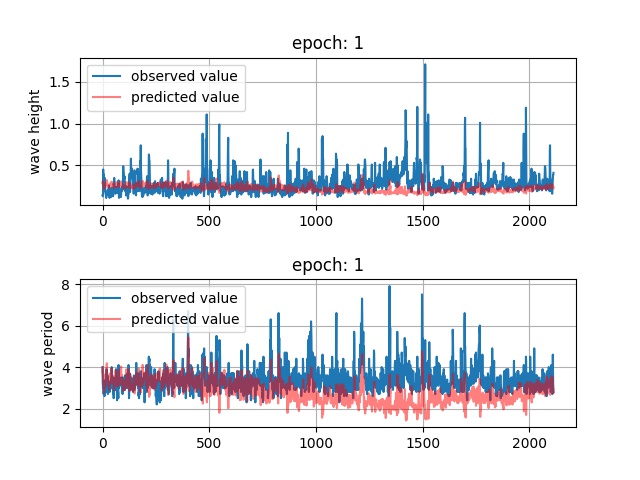 epoch: 1
wave height
1.5
1.0
0.5
observed value
predicted value
0 500 1000 1500 2000
epoch: 1
wave period
8
6
4
2
observed value
predicted value
0 500 1000 1500 2000